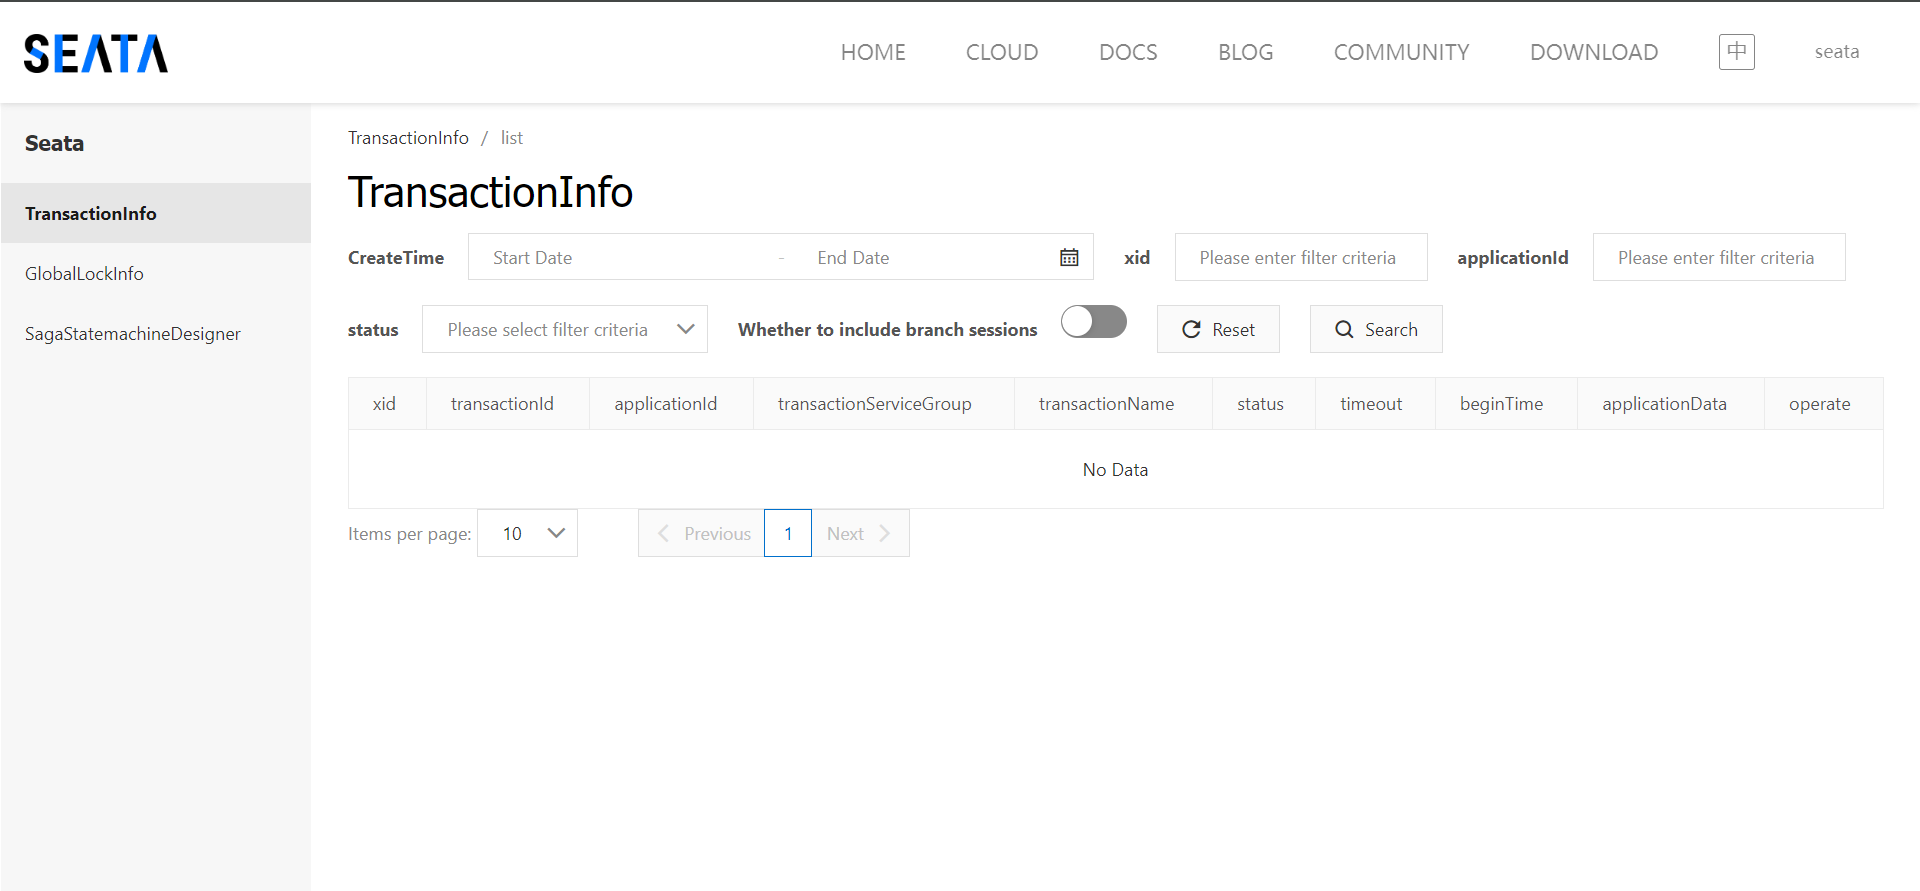 SEATA
HOME CLOUD DOCS BLOG COMMUNITY DOWNLOAD 中 seata
Seata
TransactionInfo
GlobalLockInfo
SagaStatemachineDesigner
TransactionInfo / list
TransactionInfo
CreateTime Start Date - End Date xid Please enter filter criteria applicationId Please enter filter criteria
status Please select filter criteria Whether to include branch sessions Reset Search
xid transactionId applicationId transactionServiceGroup transactionName status timeout beginTime applicationData operate
No Data
Items per page: 10 Previous 1 Next